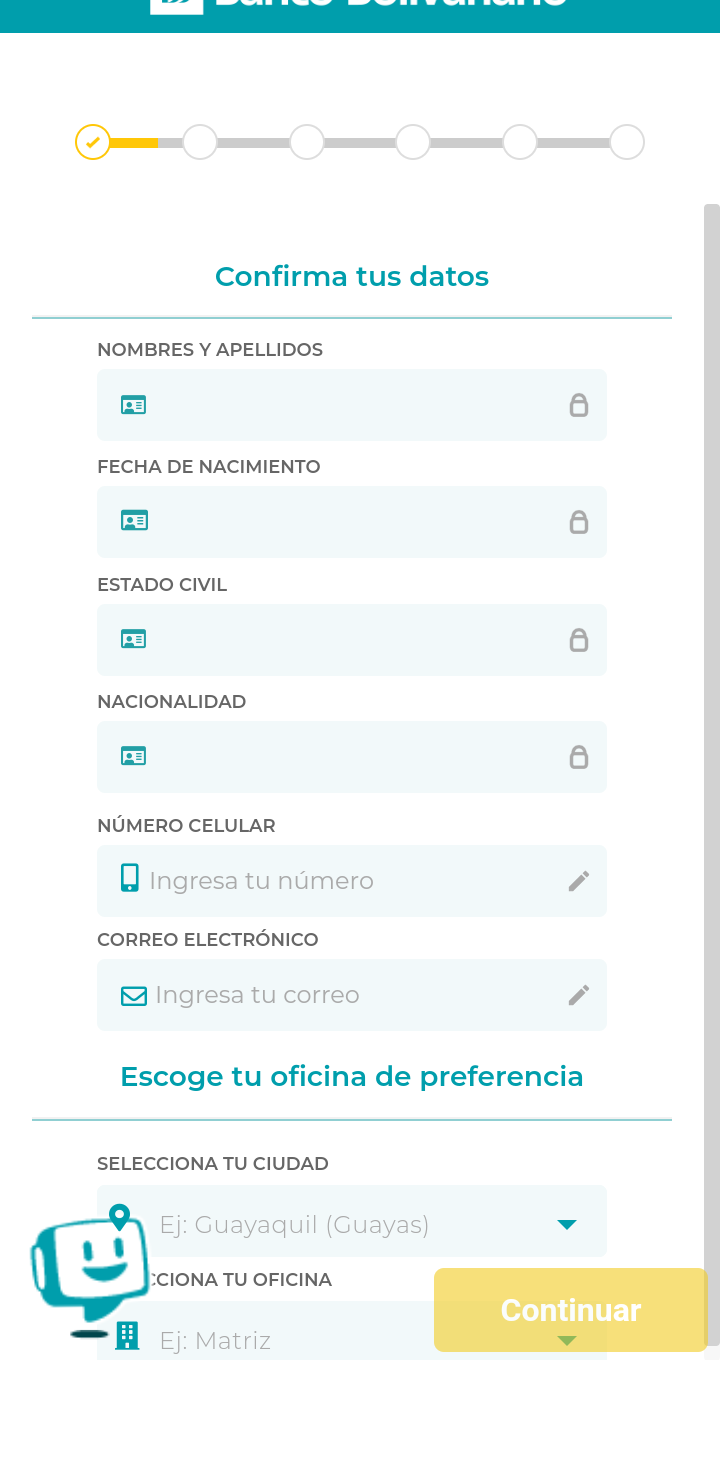 Banco Bolivariano
Confirma tus datos
NOMBRES Y APELLIDOS
FECHA DE NACIMIENTO
ESTADO CIVIL
NACIONALIDAD
NÚMERO CELULAR
Ingresa tu número
CORREO ELECTRÓNICO
Ingresa tu correo
Escoge tu oficina de preferencia
SELECCIONA TU CIUDAD
Ej: Guayaquil (Guayas)
CCIONA TU OFICINA
Continuar
Ej: Matriz